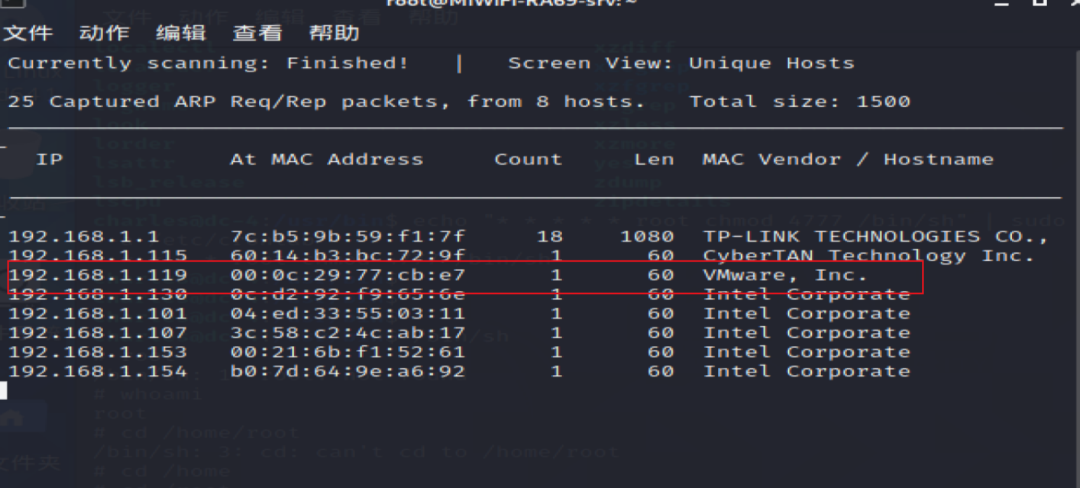 root@MiWiFi-RA69-srv:~
文件 动作 编辑 查看 帮助
Currently scanning: Finished! | Screen View: Unique Hosts
25 Captured ARP Req/Rep packets, from 8 hosts. Total size: 1500
IP At MAC Address Count Len MAC Vendor / Hostname
192.168.1.1 7c:b5:9b:59:f1:7f 18 1080 TP-LINK TECHNOLOGIES CO.,
192.168.1.115 60:14:b3:bc:72:9f 1 60 CyberTAN Technology Inc.
192.168.1.119 00:0c:29:77:cb:e7 1 60 VMware, Inc.
192.168.1.130 0c:d2:92:f9:65:6e 1 60 Intel Corporate
192.168.1.101 04:ed:33:55:03:11 1 60 Intel Corporate
192.168.1.107 3c:58:c2:4c:ab:17 1 60 Intel Corporate
192.168.1.153 00:21:6b:f1:52:61 1 60 Intel Corporate
192.168.1.154 b0:7d:64:9e:a6:92 1 60 Intel Corporate
# whoami
root
# cd /home/root
/bin/sh: 3: cd: can't cd to /home/root
# cd /home